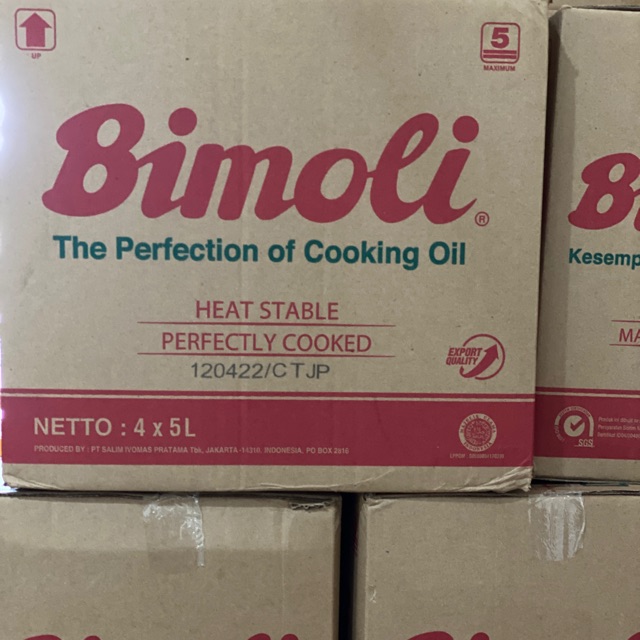 UP
5
MAXIMUM
Bimoli®
The Perfection of Cooking Oil
HEAT STABLE
PERFECTLY COOKED
120422/CTJP
EXPORT
QUALITY
NETTO : 4 x 5L
PRODUCED BY : PT SALIM IVOMAS PRATAMA Tbk, JAKARTA-14310, INDONESIA, PO BOX 2816
Bi
Kesemp
MA
SGS